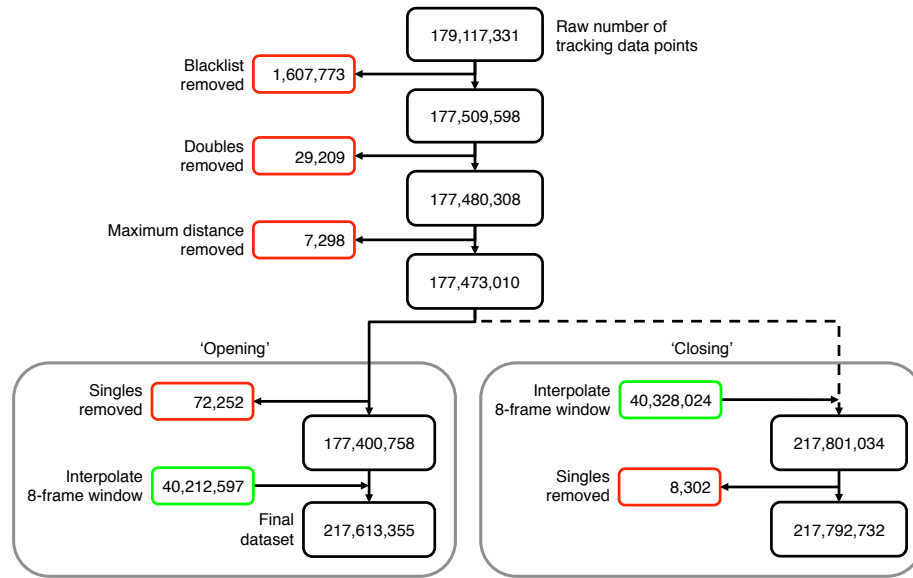 179,117,331
Raw number of
tracking data points
Blacklist
removed
1,607,773
177,509,598
Doubles
removed
29,209
177,480,308
Maximum distance
removed
7,298
177,473,010
'Opening'
Singles
removed
72,252
177,400,758
Interpolate
8-frame window
40,212,597
Final
dataset
217,613,355
'Closing'
Interpolate
8-frame window
40,328,024
217,801,034
Singles
removed
8,302
217,792,732